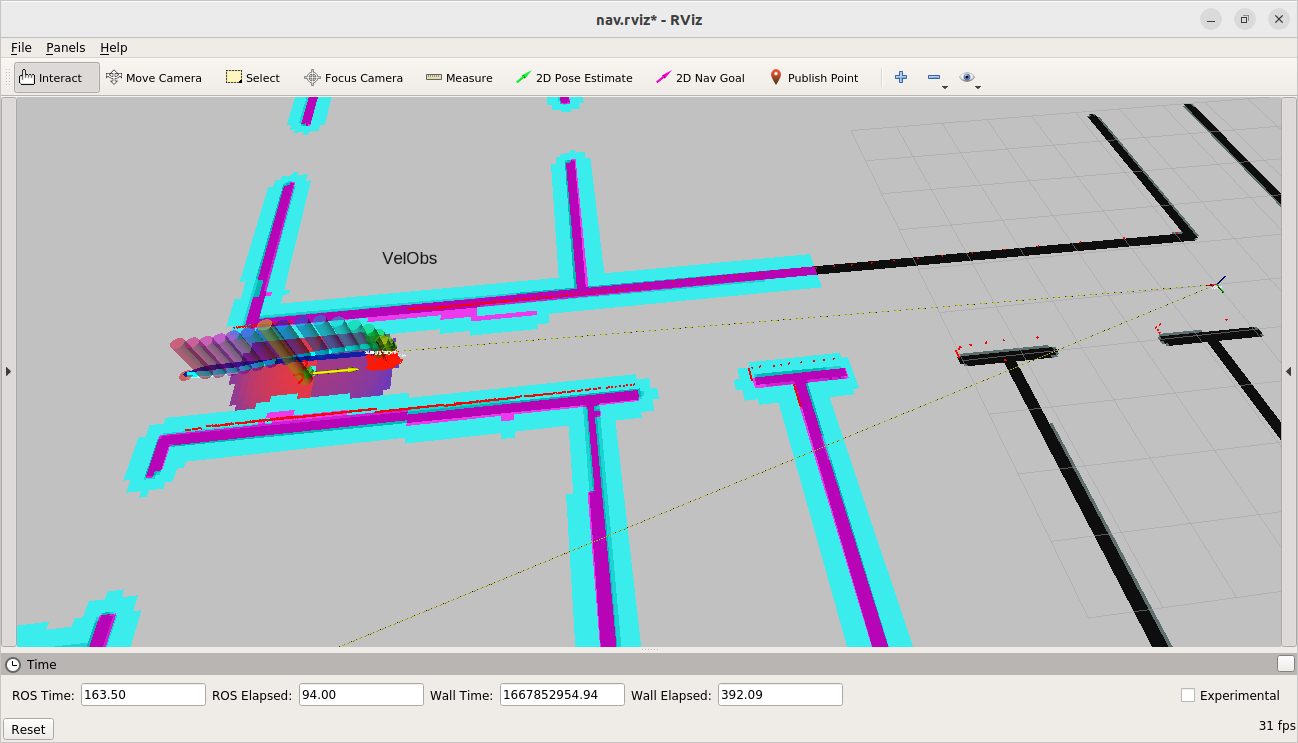 nav.rviz* - RViz
File Panels Help
Interact Move Camera Select Focus Camera Measure 2D Pose Estimate 2D Nav Goal Publish Point
VelObs
Time
ROS Time: 163.50 ROS Elapsed: 94.00 Wall Time: 1667852954.94 Wall Elapsed: 392.09 Experimental
Reset 31 fps